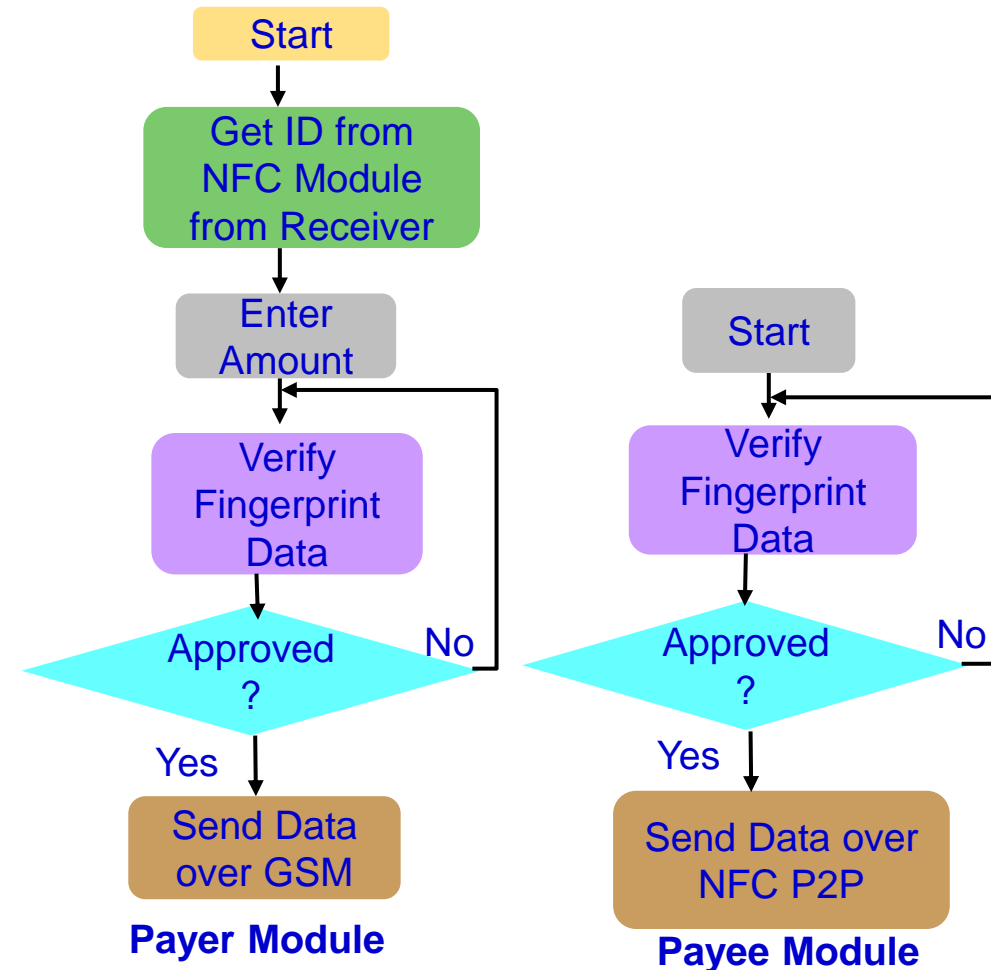 Start
Get ID from
NFC Module
from Receiver
Enter
Amount
Verify
Fingerprint
Data
Approved
?
No
Yes
Send Data
over GSM
Payer Module
Start
Verify
Fingerprint
Data
Approved
?
No
Yes
Send Data over
NFC P2P
Payee Module